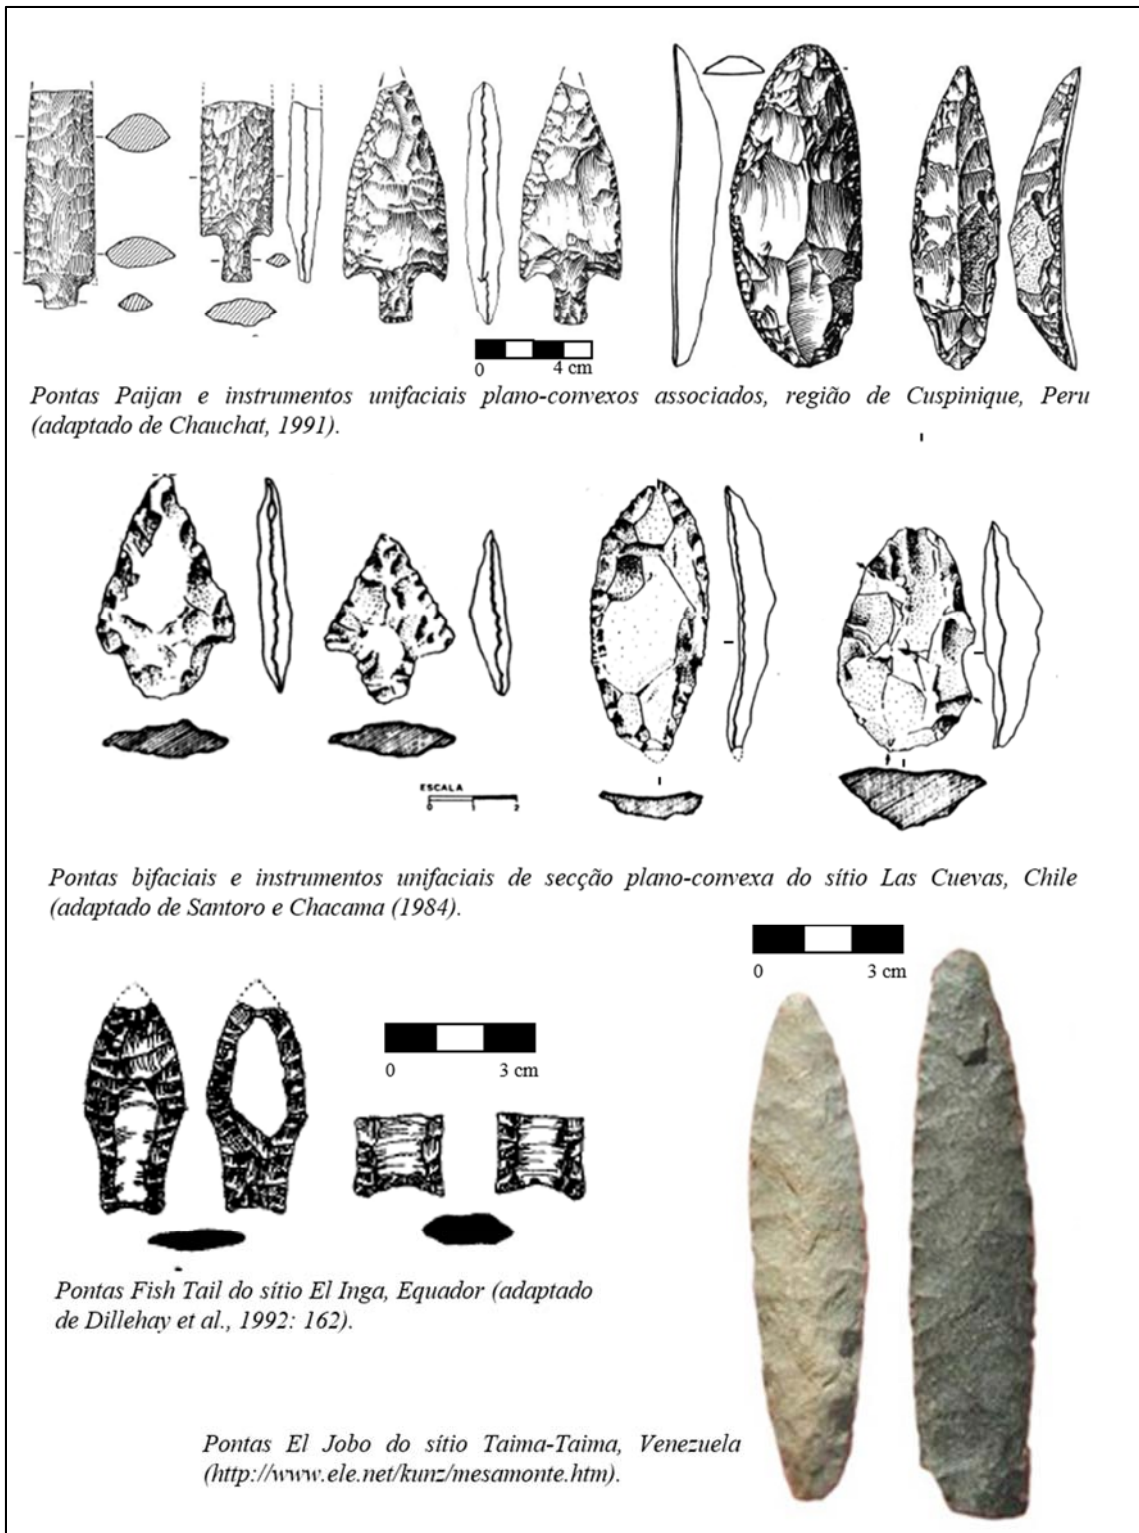 0 4 cm
Pontas Paijan e instrumentos unifaciais plano-convexos associados, região de Cuspinique, Peru
(adaptado de Chauchat, 1991).
ESCALA
0 1 2
Pontas bifaciais e instrumentos unifaciais de secção plano-convexa do sítio Las Cuevas, Chile
(adaptado de Santoro e Chacama (1984).
0 3 cm
0 3 cm
Pontas Fish Tail do sítio El Inga, Equador (adaptado
de Dillehay et al., 1992: 162).
Pontas El Jobo do sítio Taima-Taima, Venezuela
(http://www.ele.net/kunz/mesamonte.htm).